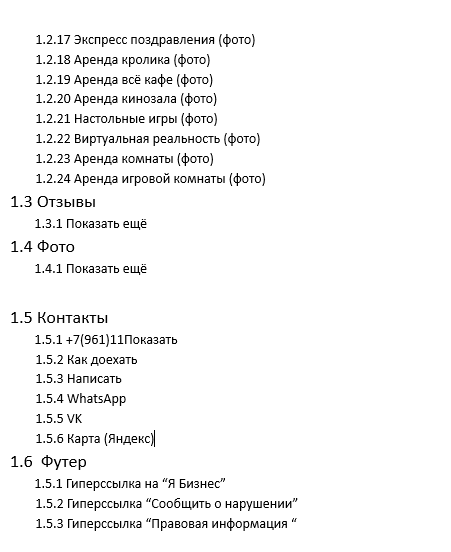 1.2.17 Экспресс поздравления (фото)
1.2.18 Аренда кролика (фото)
1.2.19 Аренда всё кафе (фото)
1.2.20 Аренда кинозала (фото)
1.2.21 Настольные игры (фото)
1.2.22 Виртуальная реальность (фото)
1.2.23 Аренда комнаты (фото)
1.2.24 Аренда игровой комнаты (фото)
1.3 Отзывы
1.3.1 Показать ещё
1.4 Фото
1.4.1 Показать ещё
1.5 Контакты
1.5.1 +7(961)11Показать
1.5.2 Как доехать
1.5.3 Написать
1.5.4 WhatsApp
1.5.5 VK
1.5.6 Карта (Яндекс)
1.6 Футер
1.5.1 Гиперссылка на “Я Бизнес”
1.5.2 Гиперссылка “Сообщить о нарушении”
1.5.3 Гиперссылка “Правовая информация “